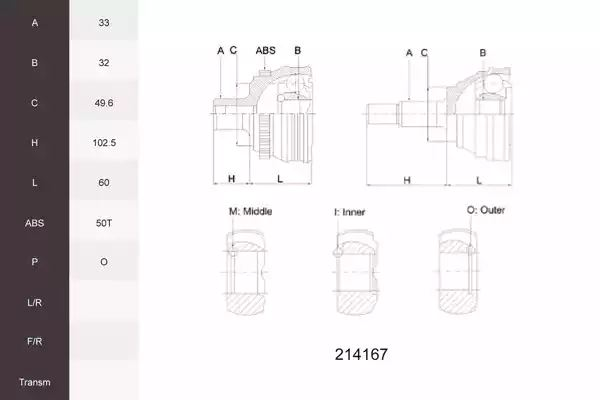 A 33
B 32
C 49.6
H 102.5
L 60
ABS 50T
P O
L/R
F/R
Transm
A C ABS B
A C B
H L
H L
M: Middle
I: Inner
O: Outer
214167